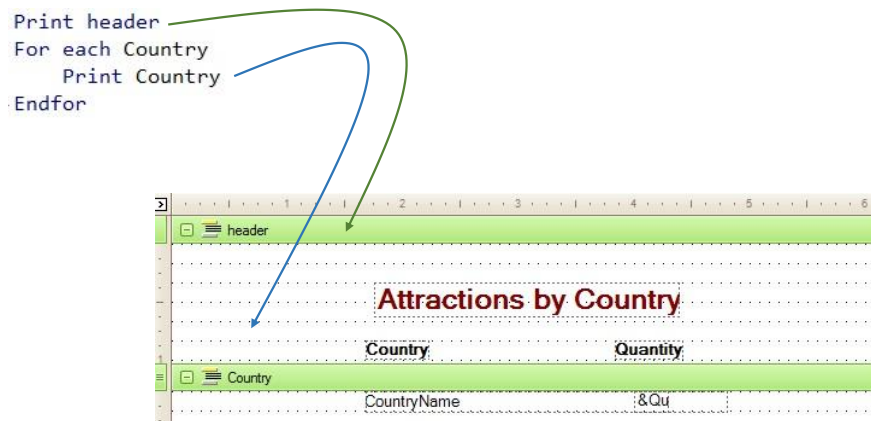 Print header
For each Country
Print Country
Endfor
1 2 3 4 5 6
header
Attractions by Country
Country Quantity
1
Country
CountryName &Qu